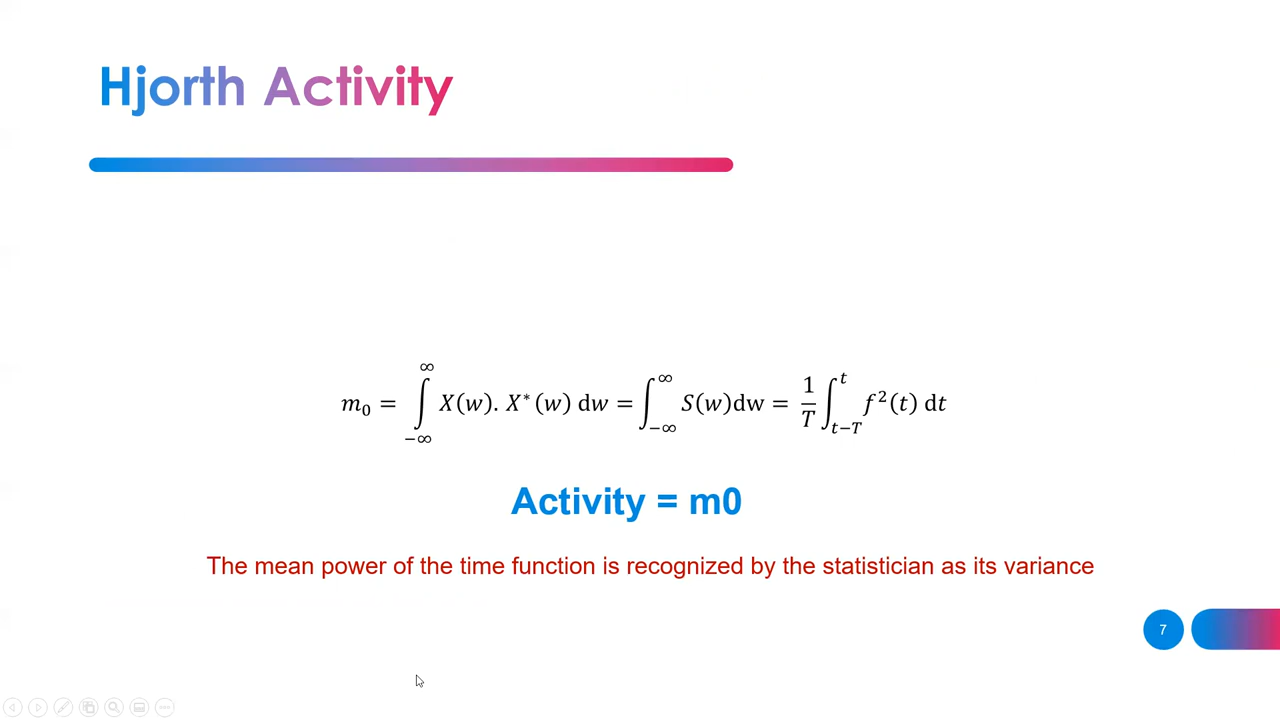 Hjorth Activity
m₀ = ∫_{−∞}^{∞} X(w). X*(w) dw = ∫_{−∞}^{∞} S(w)dw = 1/T ∫_{t−T}^{t} f²(t) dt
Activity = m0
The mean power of the time function is recognized by the statistician as its variance
7